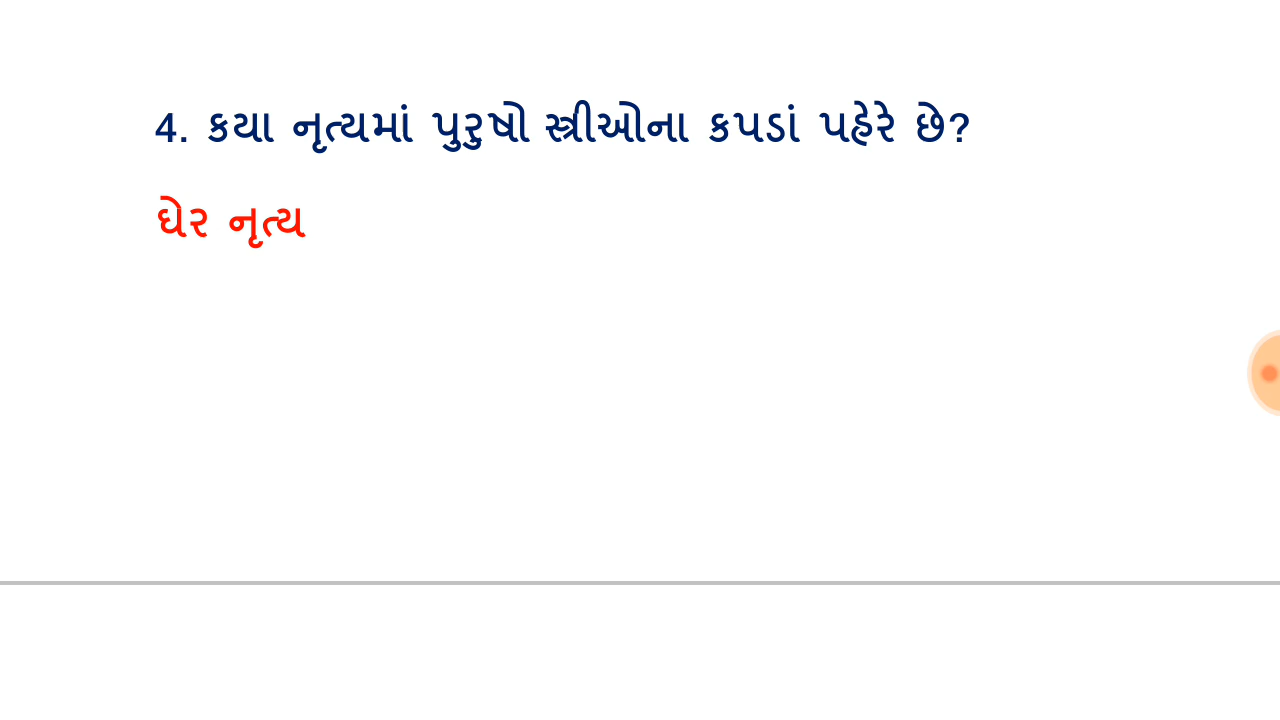 4. કયા નૃત્યમાં પુરુષો સ્ત્રીઓના કપડાં પહેરે છે?
ઘેર નૃત્ય